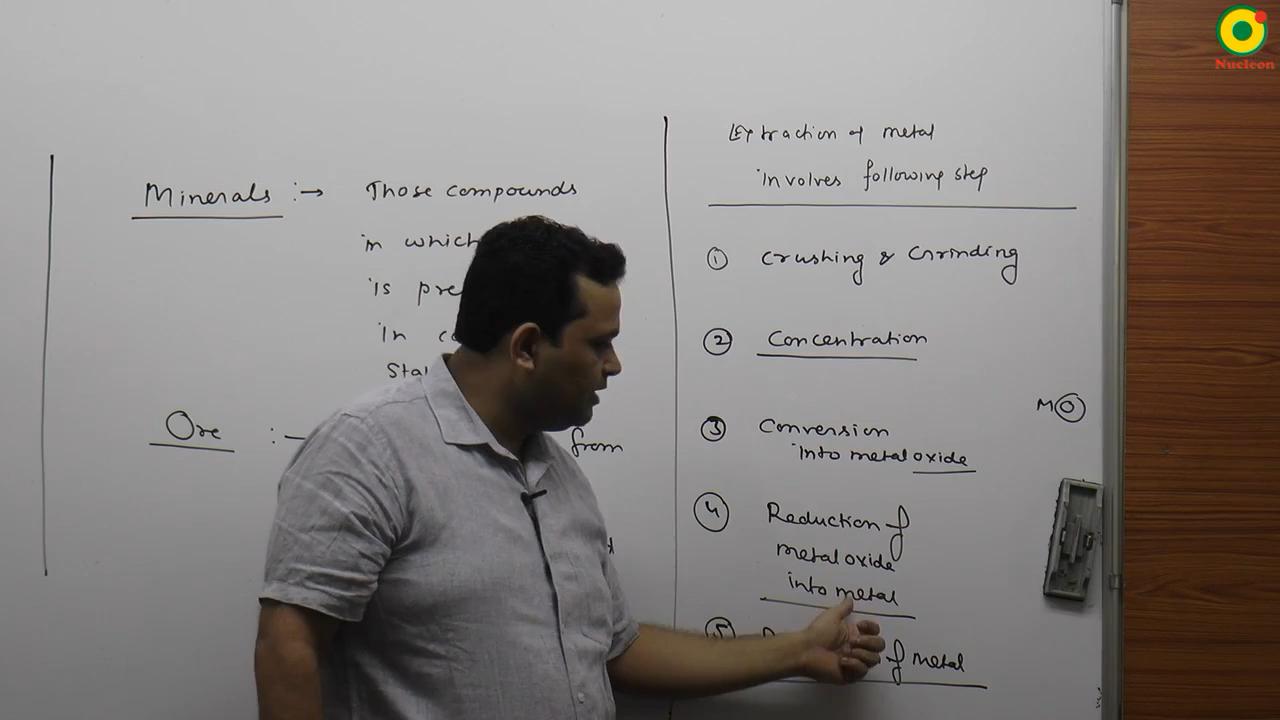 Minerals :→ Those compounds
in which
is pre
In c
Stat
Ore :— from
Extraction of metal
involves following step
① Crushing & Grinding
② Concentration
③ Conversion
into metal oxide
MO
④ Reduction of
metal oxide
into metal
⑤ of metal
Nucleon